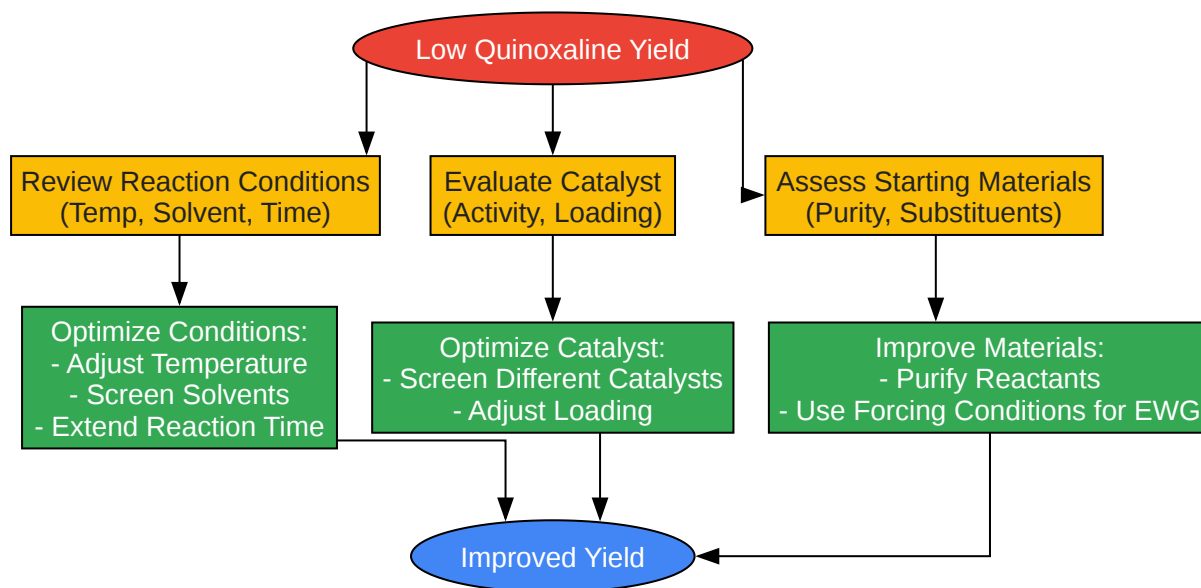 Low Quinoxaline Yield
Review Reaction Conditions
(Temp, Solvent, Time)
Evaluate Catalyst
(Activity, Loading)
Assess Starting Materials
(Purity, Substituents)
Optimize Conditions:
- Adjust Temperature
- Screen Solvents
- Extend Reaction Time
Optimize Catalyst:
- Screen Different Catalysts
- Adjust Loading
Improve Materials:
- Purify Reactants
- Use Forcing Conditions for EWG
Improved Yield